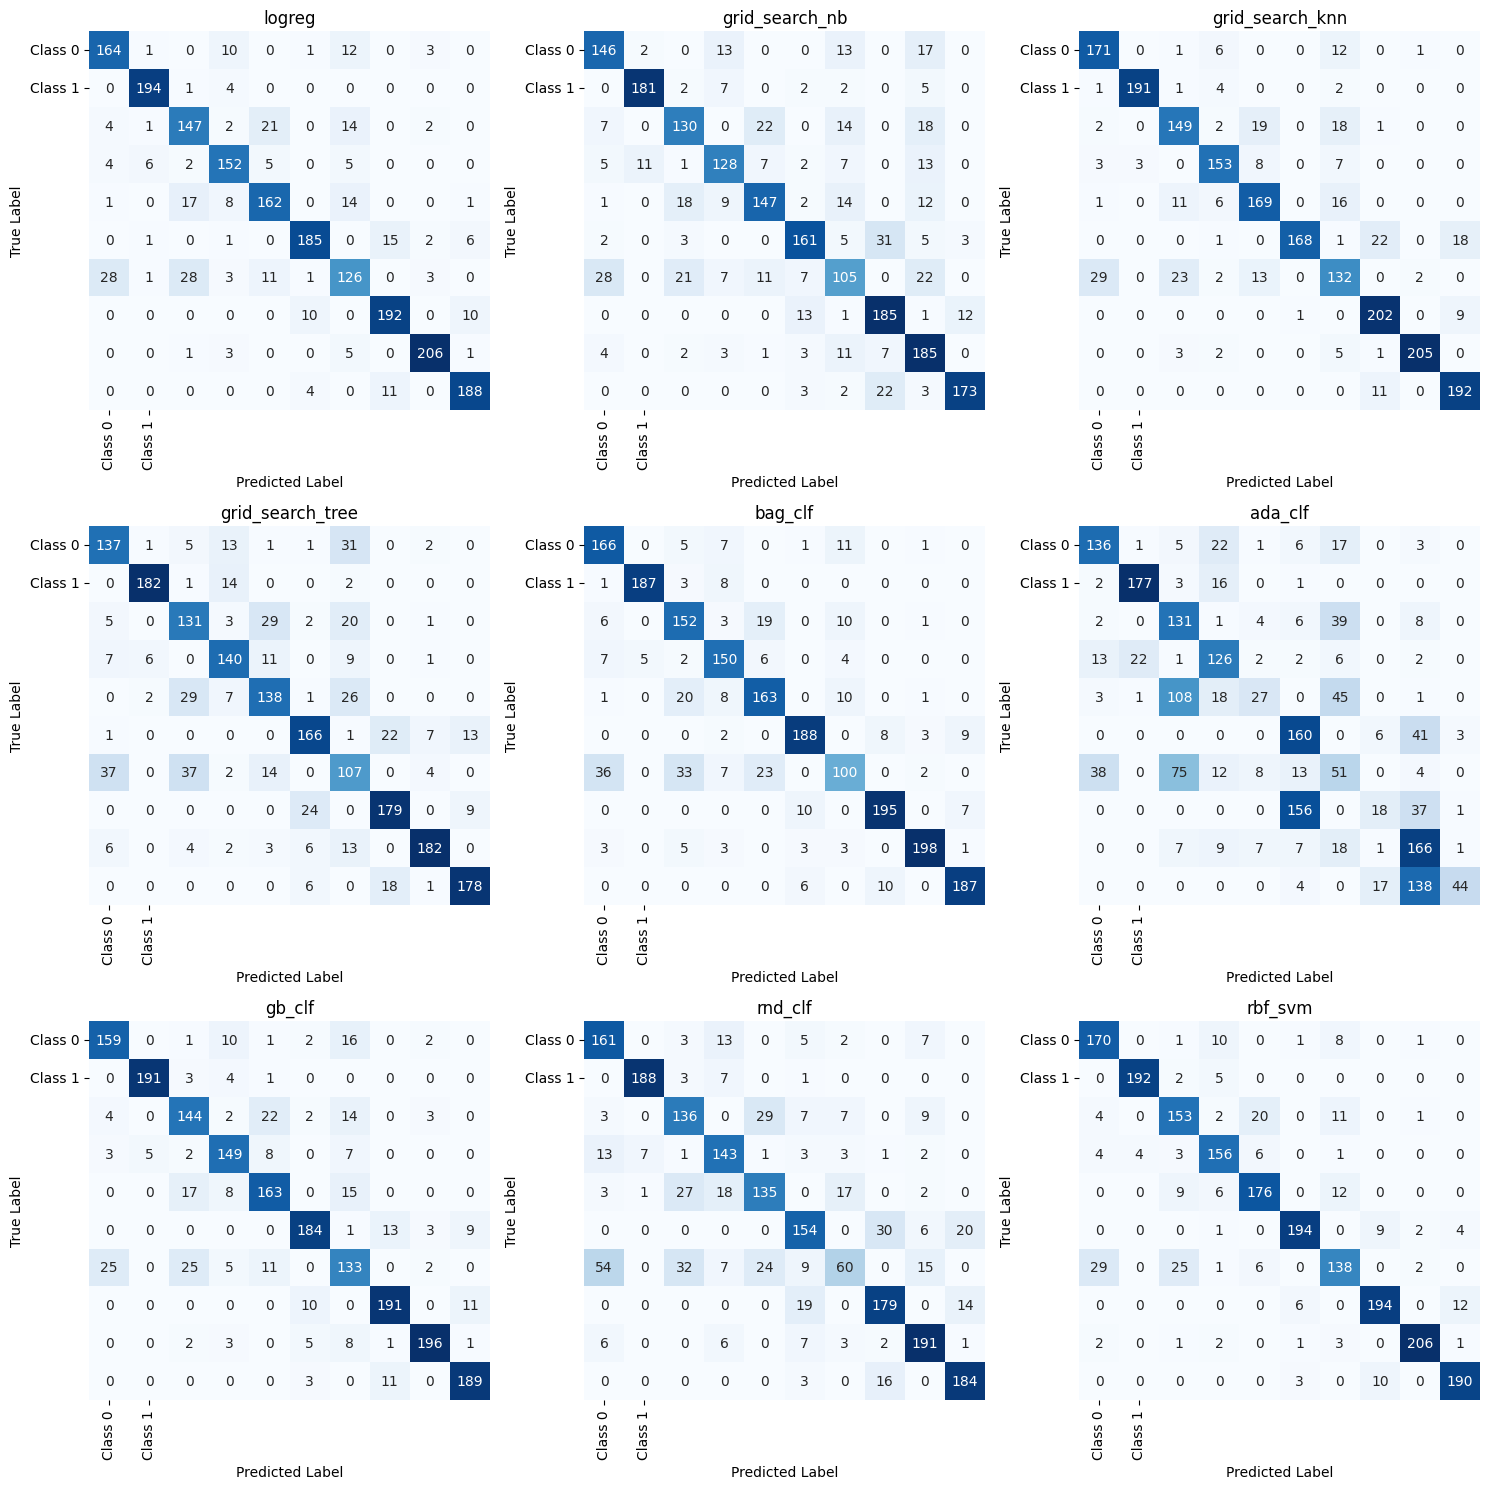 logreg
Class 0 164 1 0 10 0 1 12 0 3 0
Class 1 0 194 1 4 0 0 0 0 0 0
4 1 147 2 21 0 14 0 2 0
4 6 2 152 5 0 5 0 0 0
1 0 17 8 162 0 14 0 0 1
0 1 0 1 0 185 0 15 2 6
28 1 28 3 11 1 126 0 3 0
0 0 0 0 0 10 0 192 0 10
0 0 1 3 0 0 5 0 206 1
0 0 0 0 0 4 0 11 0 188
True Label
Class 0
Class 1
Predicted Label
grid_search_nb
146 2 0 13 0 0 13 0 17 0
0 181 2 7 0 2 2 0 5 0
7 0 130 0 22 0 14 0 18 0
5 11 1 128 7 2 7 0 13 0
1 0 18 9 147 2 14 0 12 0
2 0 3 0 0 161 5 31 5 3
28 0 21 7 11 7 105 0 22 0
0 0 0 0 0 13 1 185 1 12
4 0 2 3 1 3 11 7 185 0
0 0 0 0 0 3 2 22 3 173
True Label
Class 0
Class 1
Predicted Label
grid_search_knn
171 0 1 6 0 0 12 0 1 0
1 191 1 4 0 0 2 0 0 0
2 0 149 2 19 0 18 1 0 0
3 3 0 153 8 0 7 0 0 0
1 0 11 6 169 0 16 0 0 0
0 0 0 1 0 168 1 22 0 18
29 0 23 2 13 0 132 0 2 0
0 0 0 0 0 1 0 202 0 9
0 0 3 2 0 0 5 1 205 0
0 0 0 0 0 0 0 11 0 192
True Label
Class 0
Class 1
Predicted Label
grid_search_tree
Class 0 137 1 5 13 1 1 31 0 2 0
Class 1 0 182 1 14 0 0 2 0 0 0
5 0 131 3 29 2 20 0 1 0
7 6 0 140 11 0 9 0 1 0
0 2 29 7 138 1 26 0 0 0
1 0 0 0 0 166 1 22 7 13
37 0 37 2 14 0 107 0 4 0
0 0 0 0 0 24 0 179 0 9
6 0 4 2 3 6 13 0 182 0
0 0 0 0 0 6 0 18 1 178
True Label
Class 0
Class 1
Predicted Label
bag_clf
166 0 5 7 0 1 11 0 1 0
1 187 3 8 0 0 0 0 0 0
6 0 152 3 19 0 10 0 1 0
7 5 2 150 6 0 4 0 0 0
1 0 20 8 163 0 10 0 1 0
0 0 0 2 0 188 0 8 3 9
36 0 33 7 23 0 100 0 2 0
0 0 0 0 0 10 0 195 0 7
3 0 5 3 0 3 3 0 198 1
0 0 0 0 0 6 0 10 0 187
True Label
Class 0
Class 1
Predicted Label
ada_clf
136 1 5 22 1 6 17 0 3 0
2 177 3 16 0 1 0 0 0 0
2 0 131 1 4 6 39 0 8 0
13 22 1 126 2 2 6 0 2 0
3 1 108 18 27 0 45 0 1 0
0 0 0 0 0 160 0 6 41 3
38 0 75 12 8 13 51 0 4 0
0 0 0 0 0 156 0 18 37 1
0 0 7 9 7 7 18 1 166 1
0 0 0 0 0 4 0 17 138 44
True Label
Class 0
Class 1
Predicted Label
gb_clf
Class 0 159 0 1 10 1 2 16 0 2 0
Class 1 0 191 3 4 1 0 0 0 0 0
4 0 144 2 22 2 14 0 3 0
3 5 2 149 8 0 7 0 0 0
0 0 17 8 163 0 15 0 0 0
0 0 0 0 0 184 1 13 3 9
25 0 25 5 11 0 133 0 2 0
0 0 0 0 0 10 0 191 0 11
0 0 2 3 0 5 8 1 196 1
0 0 0 0 0 3 0 11 0 189
True Label
Class 0
Class 1
Predicted Label
rnd_clf
161 0 3 13 0 5 2 0 7 0
0 188 3 7 0 1 0 0 0 0
3 0 136 0 29 7 7 0 9 0
13 7 1 143 1 3 3 1 2 0
3 1 27 18 135 0 17 0 2 0
0 0 0 0 0 154 0 30 6 20
54 0 32 7 24 9 60 0 15 0
0 0 0 0 0 19 0 179 0 14
6 0 0 6 0 7 3 2 191 1
0 0 0 0 0 3 0 16 0 184
True Label
Class 0
Class 1
Predicted Label
rbf_svm
170 0 1 10 0 1 8 0 1 0
0 192 2 5 0 0 0 0 0 0
4 0 153 2 20 0 11 0 1 0
4 4 3 156 6 0 1 0 0 0
0 0 9 6 176 0 12 0 0 0
0 0 0 1 0 194 0 9 2 4
29 0 25 1 6 0 138 0 2 0
0 0 0 0 0 6 0 194 0 12
2 0 1 2 0 1 3 0 206 1
0 0 0 0 0 3 0 10 0 190
True Label
Class 0
Class 1
Predicted Label